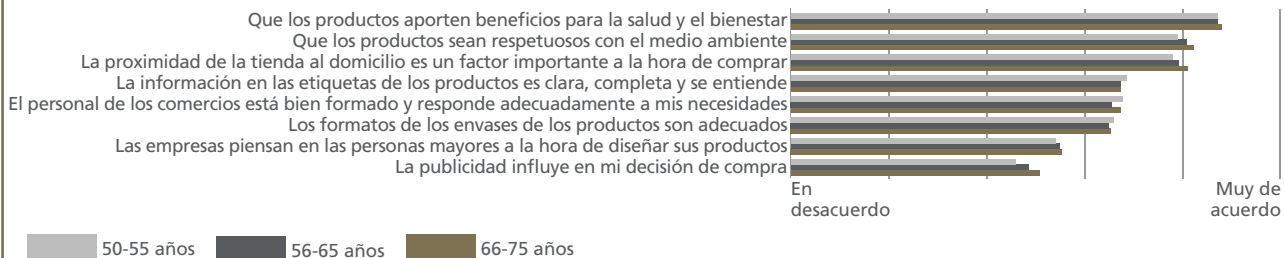 Que los productos aporten beneficios para la salud y el bienestar
Que los productos sean respetuosos con el medio ambiente
La proximidad de la tienda al domicilio es un factor importante a la hora de comprar
La información en las etiquetas de los productos es clara, completa y se entiende
El personal de los comercios está bien formado y responde adecuadamente a mis necesidades
Los formatos de los envases de los productos son adecuados
Las empresas piensan en las personas mayores a la hora de diseñar sus productos
La publicidad influye en mi decisión de compra
En
desacuerdo
Muy de
acuerdo
50-55 años
56-65 años
66-75 años